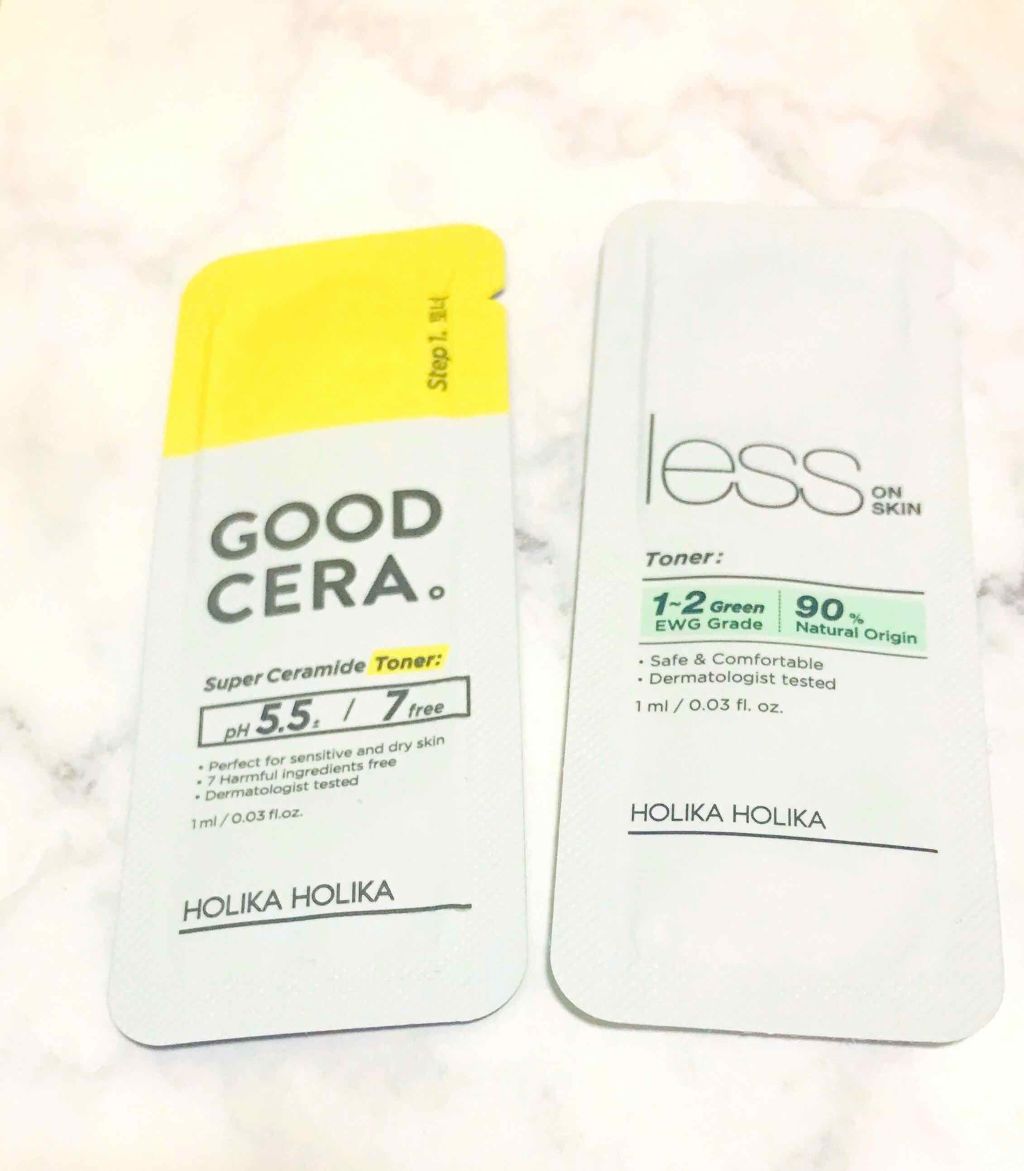 Step 1. 토너
GOOD
CERA.
Super Ceramide Toner:
pH 5.5± / 7 free
• Perfect for sensitive and dry skin
• 7 Harmful ingredients free
• Dermatologist tested
1 ml / 0.03 fl.oz.
HOLIKA HOLIKA
less ON
SKIN
Toner:
1~2 Green
EWG Grade
90%
Natural Origin
• Safe & Comfortable
• Dermatologist tested
1 ml / 0.03 fl. oz.
HOLIKA HOLIKA